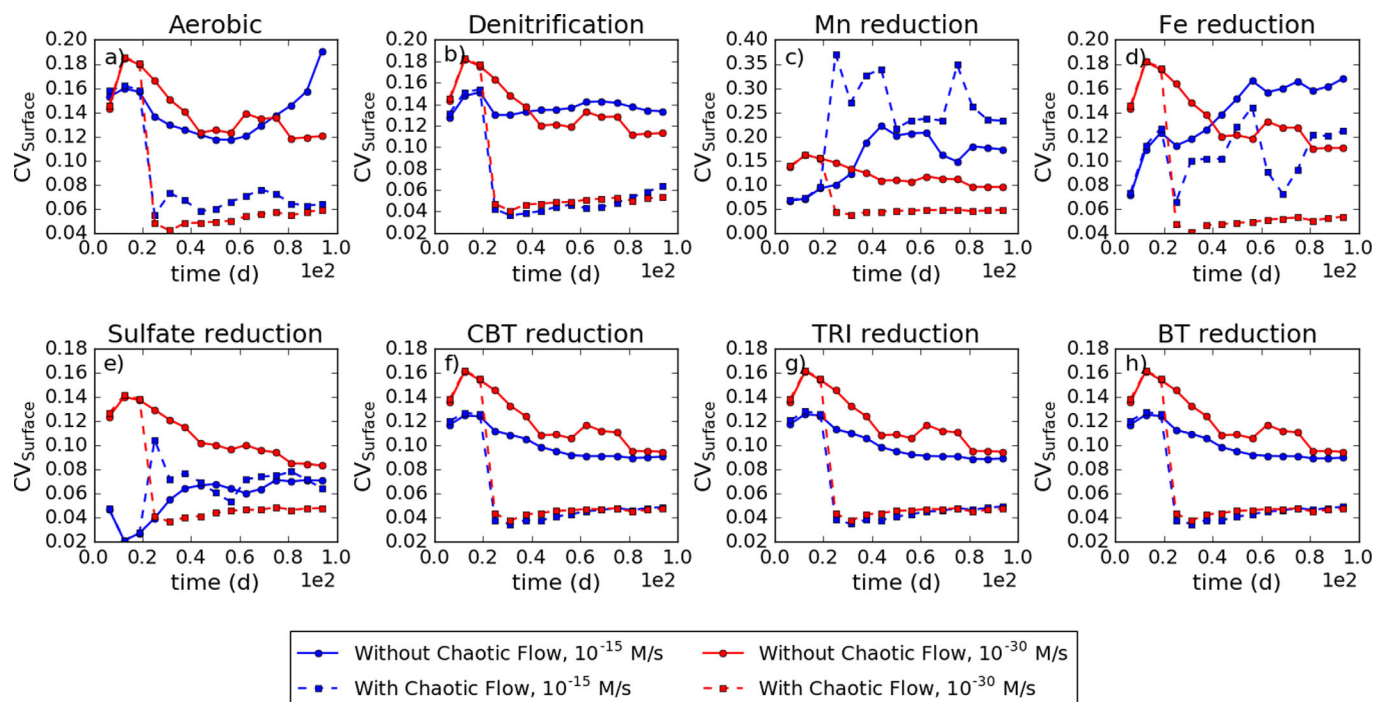 Aerobic
Denitrification
Mn reduction
Fe reduction
a)
b)
c)
d)
CV_Surface
0.20
0.18
0.16
0.14
0.12
0.10
0.08
0.06
0.04
0.0 0.2 0.4 0.6 0.8 1.0
time (d)
1e2
0.20
0.18
0.16
0.14
0.12
0.10
0.08
0.06
0.04
0.02
0.0 0.2 0.4 0.6 0.8 1.0
time (d)
1e2
CV_Surface
0.40
0.35
0.30
0.25
0.20
0.15
0.10
0.05
0.00
0.0 0.2 0.4 0.6 0.8 1.0
time (d)
1e2
CV_Surface
0.20
0.18
0.16
0.14
0.12
0.10
0.08
0.06
0.04
0.0 0.2 0.4 0.6 0.8 1.0
time (d)
1e2
CV_Surface
Sulfate reduction
CBT reduction
TRI reduction
BT reduction
e)
f)
g)
h)
CV_Surface
0.18
0.16
0.14
0.12
0.10
0.08
0.06
0.04
0.02
0.0 0.2 0.4 0.6 0.8 1.0
time (d)
1e2
CV_Surface
0.18
0.16
0.14
0.12
0.10
0.08
0.06
0.04
0.02
0.0 0.2 0.4 0.6 0.8 1.0
time (d)
1e2
CV_Surface
0.18
0.16
0.14
0.12
0.10
0.08
0.06
0.04
0.02
0.0 0.2 0.4 0.6 0.8 1.0
time (d)
1e2
CV_Surface
0.18
0.16
0.14
0.12
0.10
0.08
0.06
0.04
0.02
0.0 0.2 0.4 0.6 0.8 1.0
time (d)
1e2
Without Chaotic Flow, 10⁻¹⁵ M/s
Without Chaotic Flow, 10⁻³⁰ M/s
With Chaotic Flow, 10⁻¹⁵ M/s
With Chaotic Flow, 10⁻³⁰ M/s